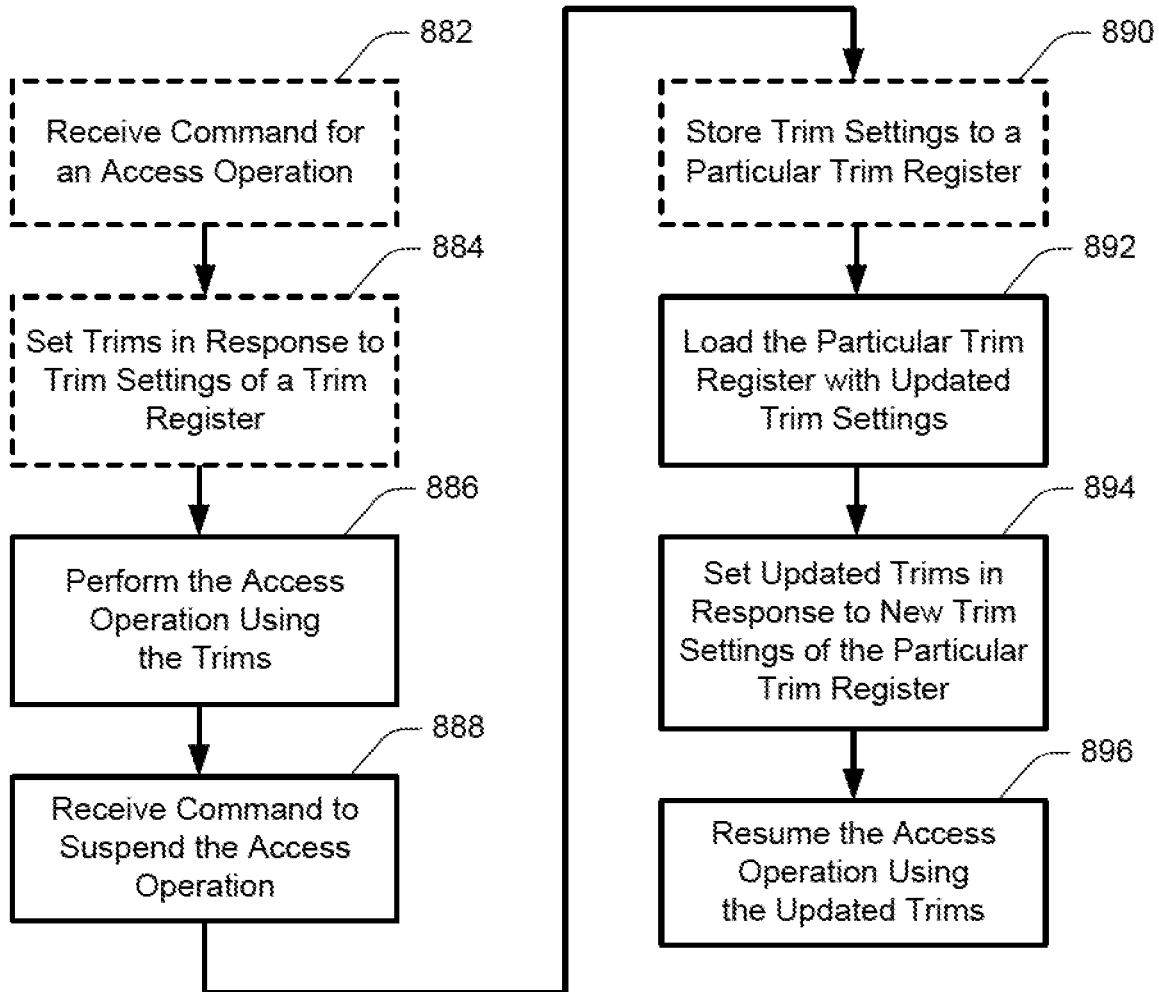 882
Receive Command for
an Access Operation
884
Set Trims in Response to
Trim Settings of a Trim
Register
886
Perform the Access
Operation Using
the Trims
888
Receive Command to
Suspend the Access
Operation
890
Store Trim Settings to a
Particular Trim Register
892
Load the Particular Trim
Register with Updated
Trim Settings
894
Set Updated Trims in
Response to New Trim
Settings of the Particular
Trim Register
896
Resume the Access
Operation Using
the Updated Trims